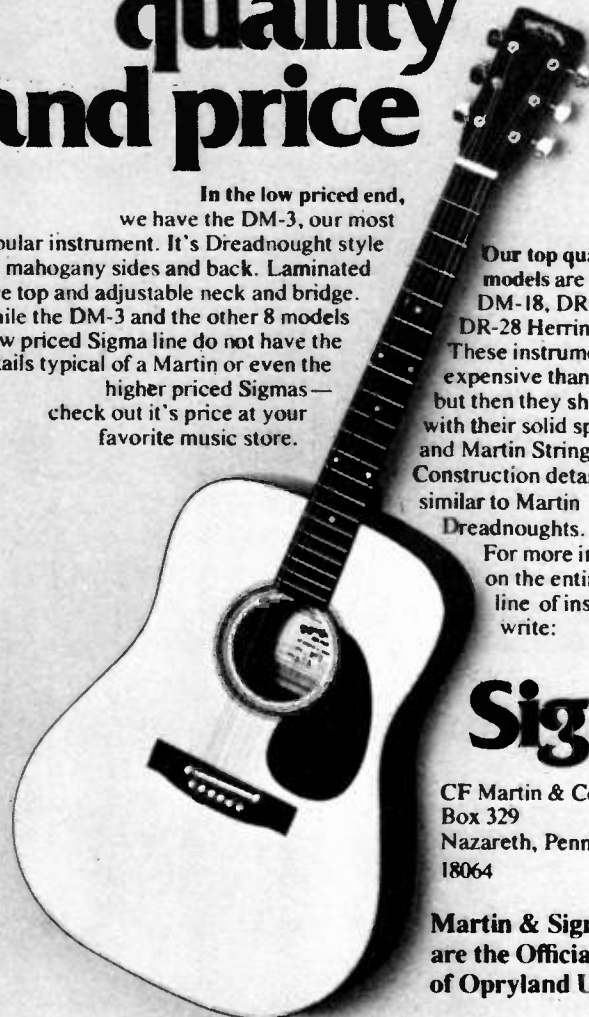 quality
and price
In the low priced end,
we have the DM-3, our most
pular instrument. It's Dreadnought style
mahogany sides and back. Laminated
e top and adjustable neck and bridge.
ile the DM-3 and the other 8 models
w priced Sigma line do not have the
ails typical of a Martin or even the
higher priced Sigmas—
check out it's price at your
favorite music store.
Our top qua
models are
DM-18, DR
DR-28 Herrin
These instrume
expensive than
but then they sh
with their solid sp
and Martin String
Construction deta
similar to Martin
Dreadnoughts.
For more in
on the entir
line of ins
write:
Sig
CF Martin & Co
Box 329
Nazareth, Penn
18064
Martin & Sigm
are the Officia
of Opryland U